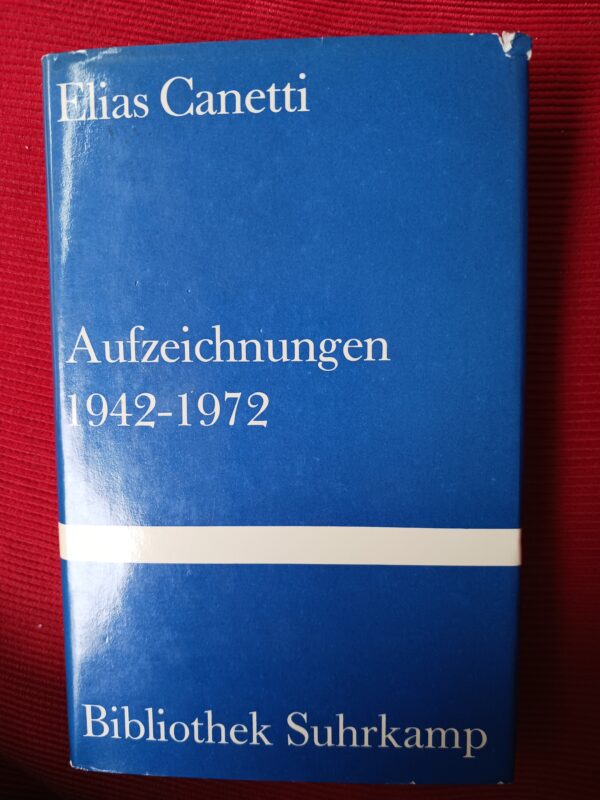 Elias Canetti
Aufzeichnungen
1942-1972
Bibliothek Suhrkamp